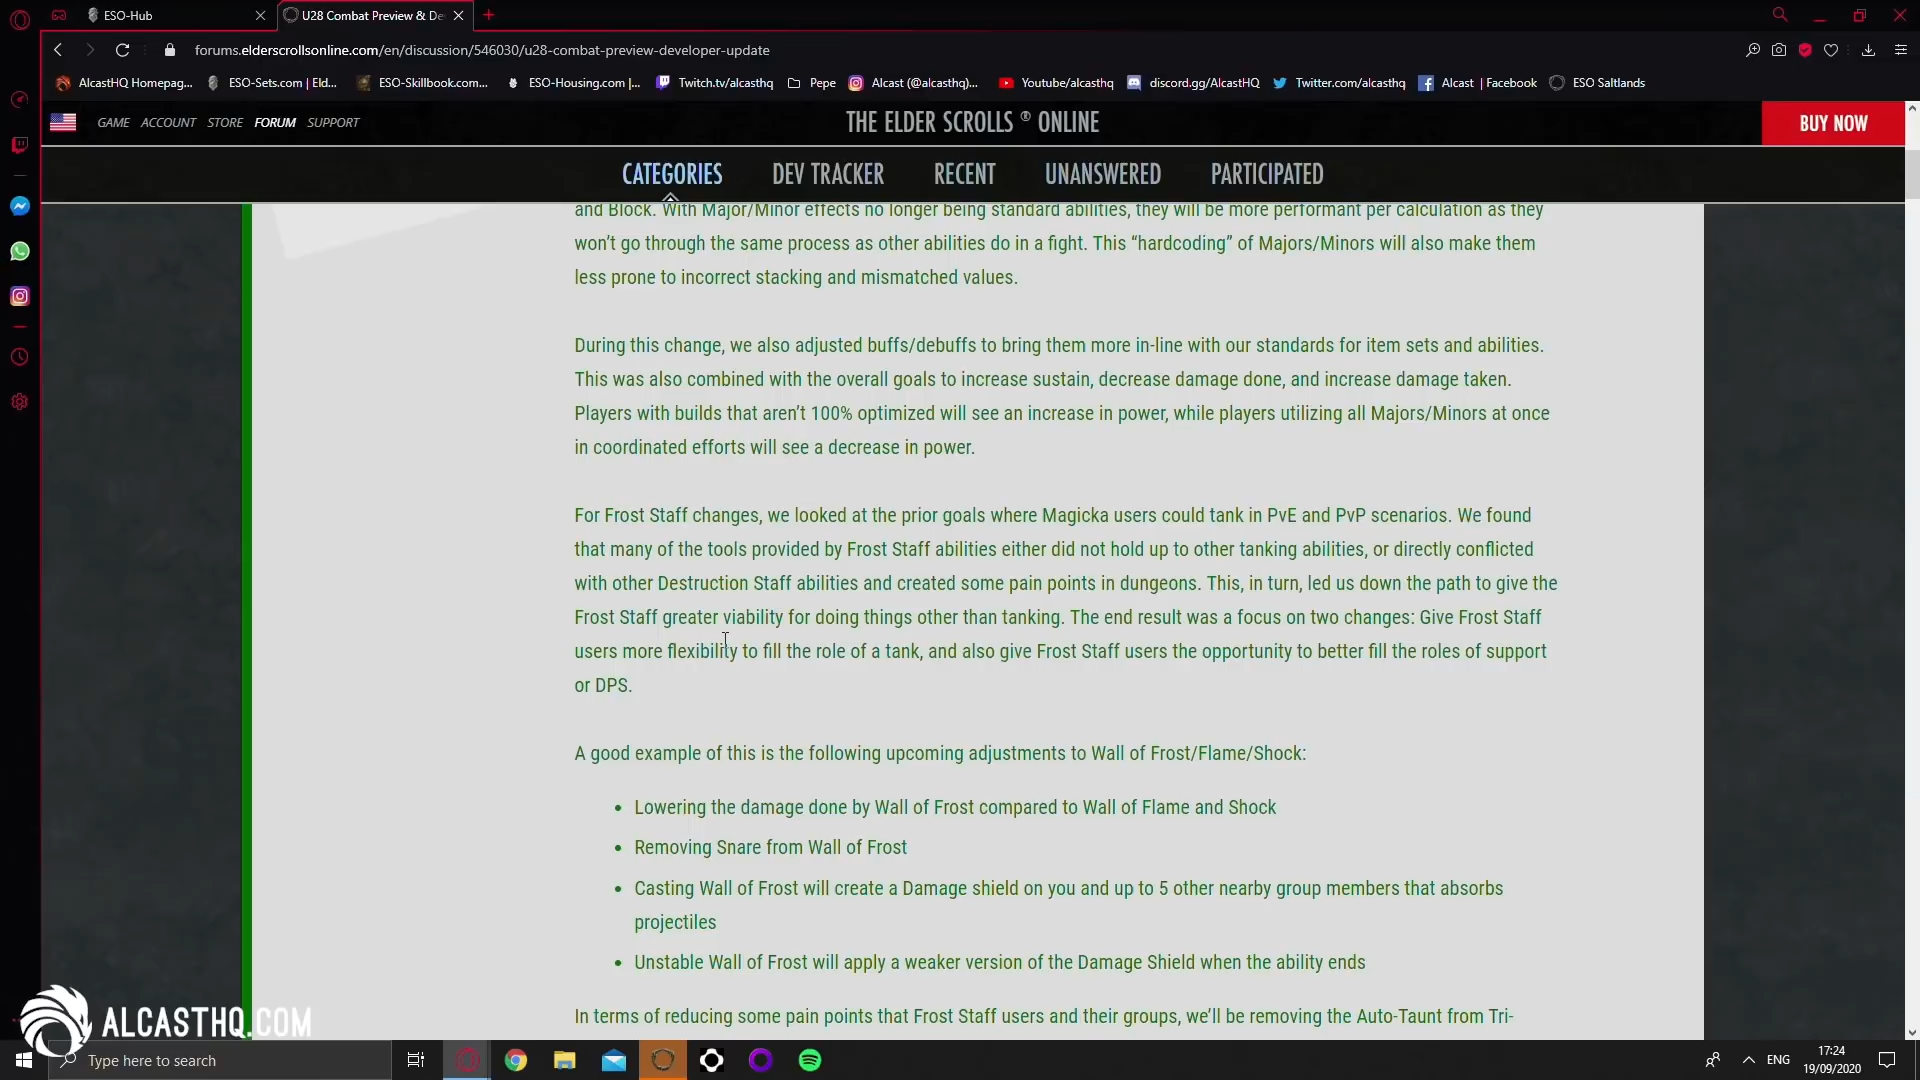 ESO-Hub
U28 Combat Preview & De
forums.elderscrollsonline.com/en/discussion/546030/u28-combat-preview-developer-update
AlcastHQ Homepag... ESO-Sets.com | Eld... ESO-Skillbook.com... ESO-Housing.com |... Twitch.tv/alcasthq Pepe Alcast (@alcasthq)... Youtube/alcasthq discord.gg/AlcastHQ Twitter.com/alcasthq Alcast | Facebook ESO Saltlands
GAME ACCOUNT STORE FORUM SUPPORT
THE ELDER SCROLLS ® ONLINE
BUY NOW
CATEGORIES DEV TRACKER RECENT UNANSWERED PARTICIPATED
and Block. With Major/Minor effects no longer being standard abilities, they will be more performant per calculation as they
won’t go through the same process as other abilities do in a fight. This “hardcoding” of Majors/Minors will also make them
less prone to incorrect stacking and mismatched values.
During this change, we also adjusted buffs/debuffs to bring them more in-line with our standards for item sets and abilities.
This was also combined with the overall goals to increase sustain, decrease damage done, and increase damage taken.
Players with builds that aren’t 100% optimized will see an increase in power, while players utilizing all Majors/Minors at once
in coordinated efforts will see a decrease in power.
For Frost Staff changes, we looked at the prior goals where Magicka users could tank in PvE and PvP scenarios. We found
that many of the tools provided by Frost Staff abilities either did not hold up to other tanking abilities, or directly conflicted
with other Destruction Staff abilities and created some pain points in dungeons. This, in turn, led us down the path to give the
Frost Staff greater viability for doing things other than tanking. The end result was a focus on two changes: Give Frost Staff
users more flexibility to fill the role of a tank, and also give Frost Staff users the opportunity to better fill the roles of support
or DPS.
A good example of this is the following upcoming adjustments to Wall of Frost/Flame/Shock:
• Lowering the damage done by Wall of Frost compared to Wall of Flame and Shock
• Removing Snare from Wall of Frost
• Casting Wall of Frost will create a Damage shield on you and up to 5 other nearby group members that absorbs
projectiles
• Unstable Wall of Frost will apply a weaker version of the Damage Shield when the ability ends
In terms of reducing some pain points that Frost Staff users and their groups, we’ll be removing the Auto-Taunt from Tri-
ALCASTHQ.COM
Type here to search
ENG
17:24
19/09/2020